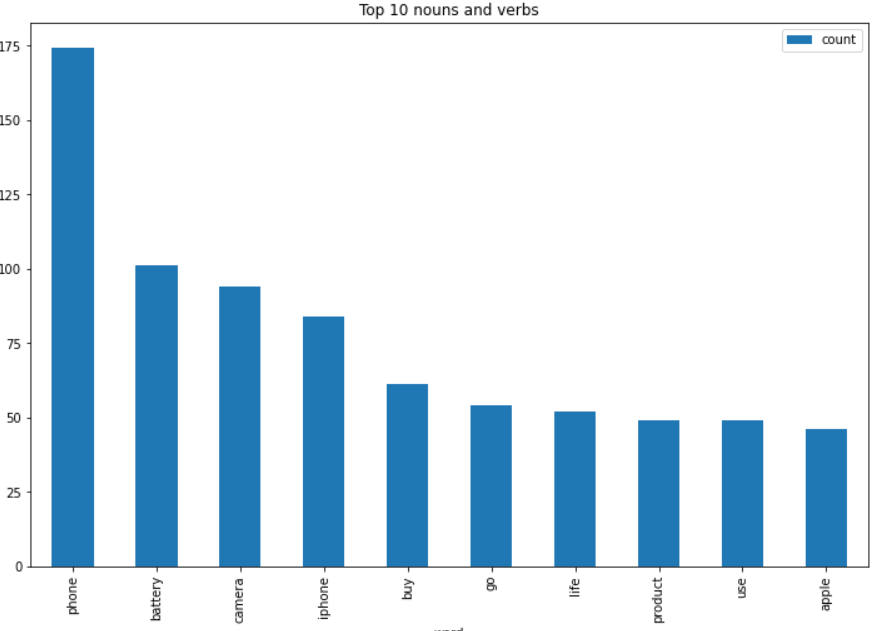 Top 10 nouns and verbs
count
175
150
125
100
75
50
25
0
phone
battery
camera
iphone
buy
go
life
product
use
apple